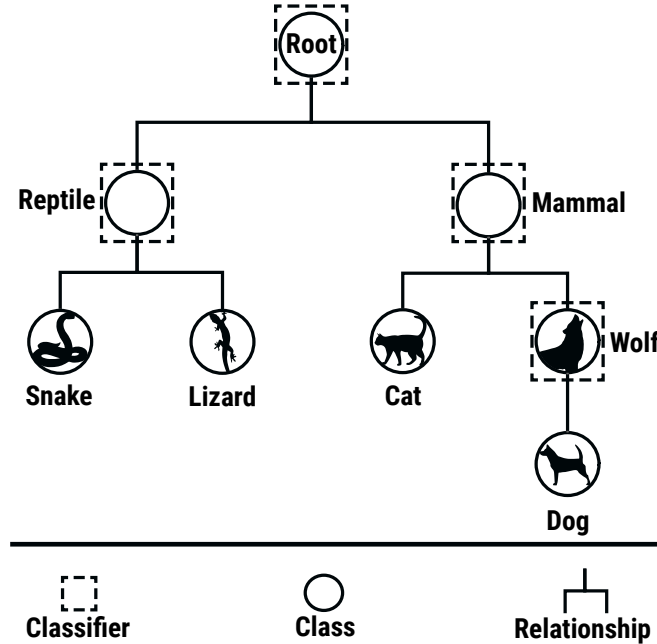 Root
Reptile
Mammal
Snake
Lizard
Cat
Wolf
Dog
Classifier
Class
Relationship